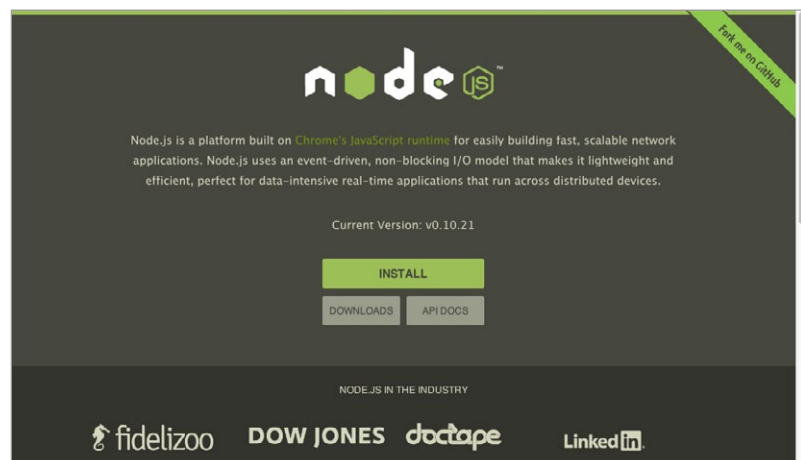 Fork me on GitHub
node JS ™
Node.js is a platform built on Chrome's JavaScript runtime for easily building fast, scalable network
applications. Node.js uses an event-driven, non-blocking I/O model that makes it lightweight and
efficient, perfect for data-intensive real-time applications that run across distributed devices.
Current Version: v0.10.21
INSTALL
DOWNLOADS API DOCS
NODE.JS IN THE INDUSTRY
fidelizoo DOW JONES doctape Linked in.